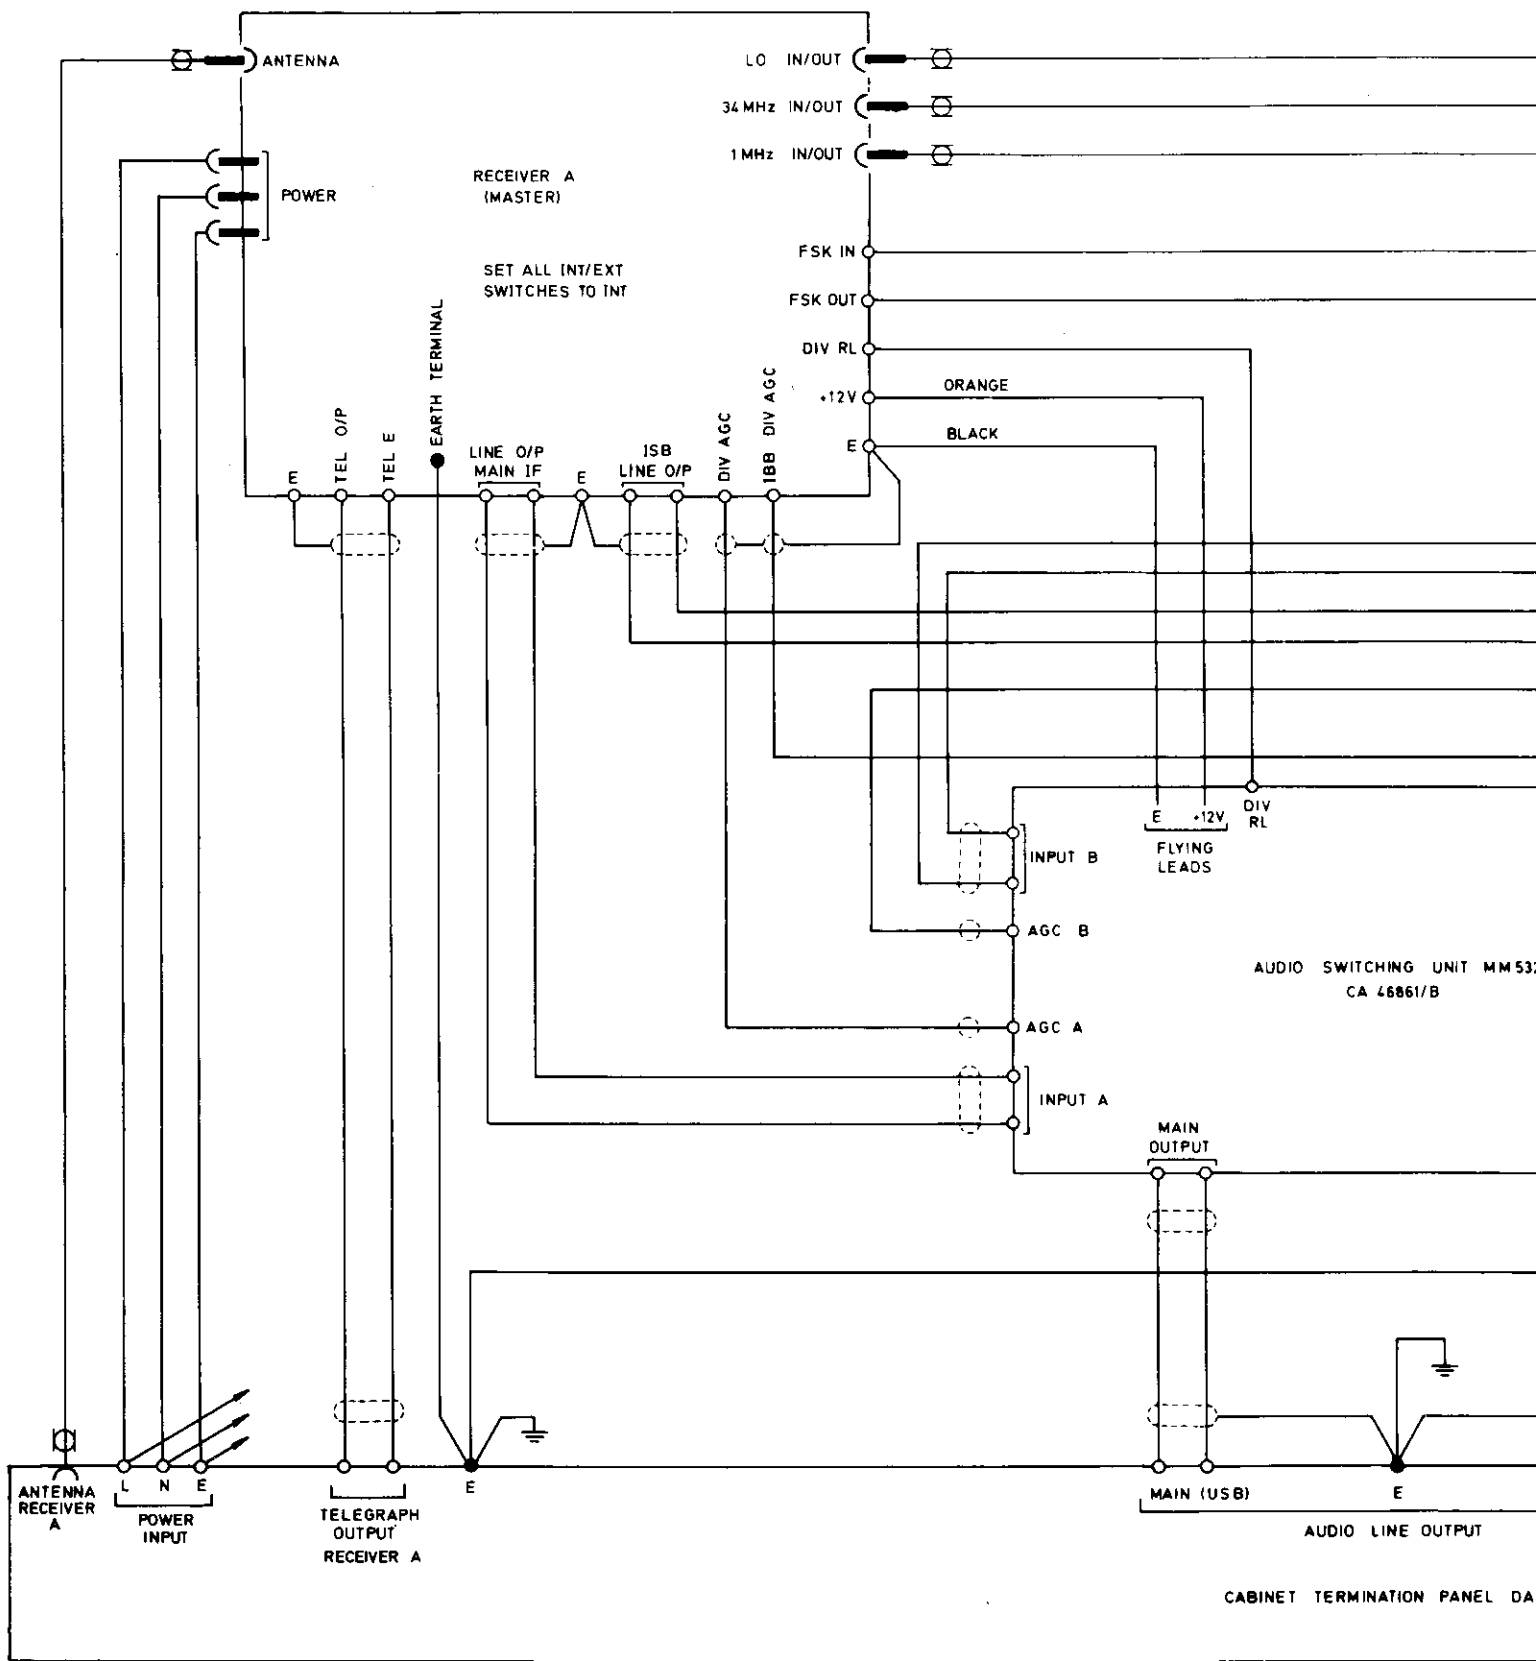 ANTENNA
LO IN/OUT
34 MHz IN/OUT
1 MHz IN/OUT
RECEIVER A
(MASTER)
POWER
FSK IN
SET ALL INT/EXT
SWITCHES TO INT
FSK OUT
EARTH TERMINAL
DIV RL
ORANGE
+12V
BLACK
E
E
TEL O/P
TEL E
LINE O/P
MAIN IF
E
ISB
LINE O/P
DIV AGC
1BB DIV AGC
E
+12V
FLYING
LEADS
DIV
RL
INPUT B
AGC B
AUDIO SWITCHING UNIT MM532
CA 46861/B
AGC A
INPUT A
MAIN
OUTPUT
ANTENNA
RECEIVER
A
L
N
E
POWER
INPUT
TELEGRAPH
OUTPUT
RECEIVER A
E
MAIN (USB)
E
AUDIO LINE OUTPUT
CABINET TERMINATION PANEL DA